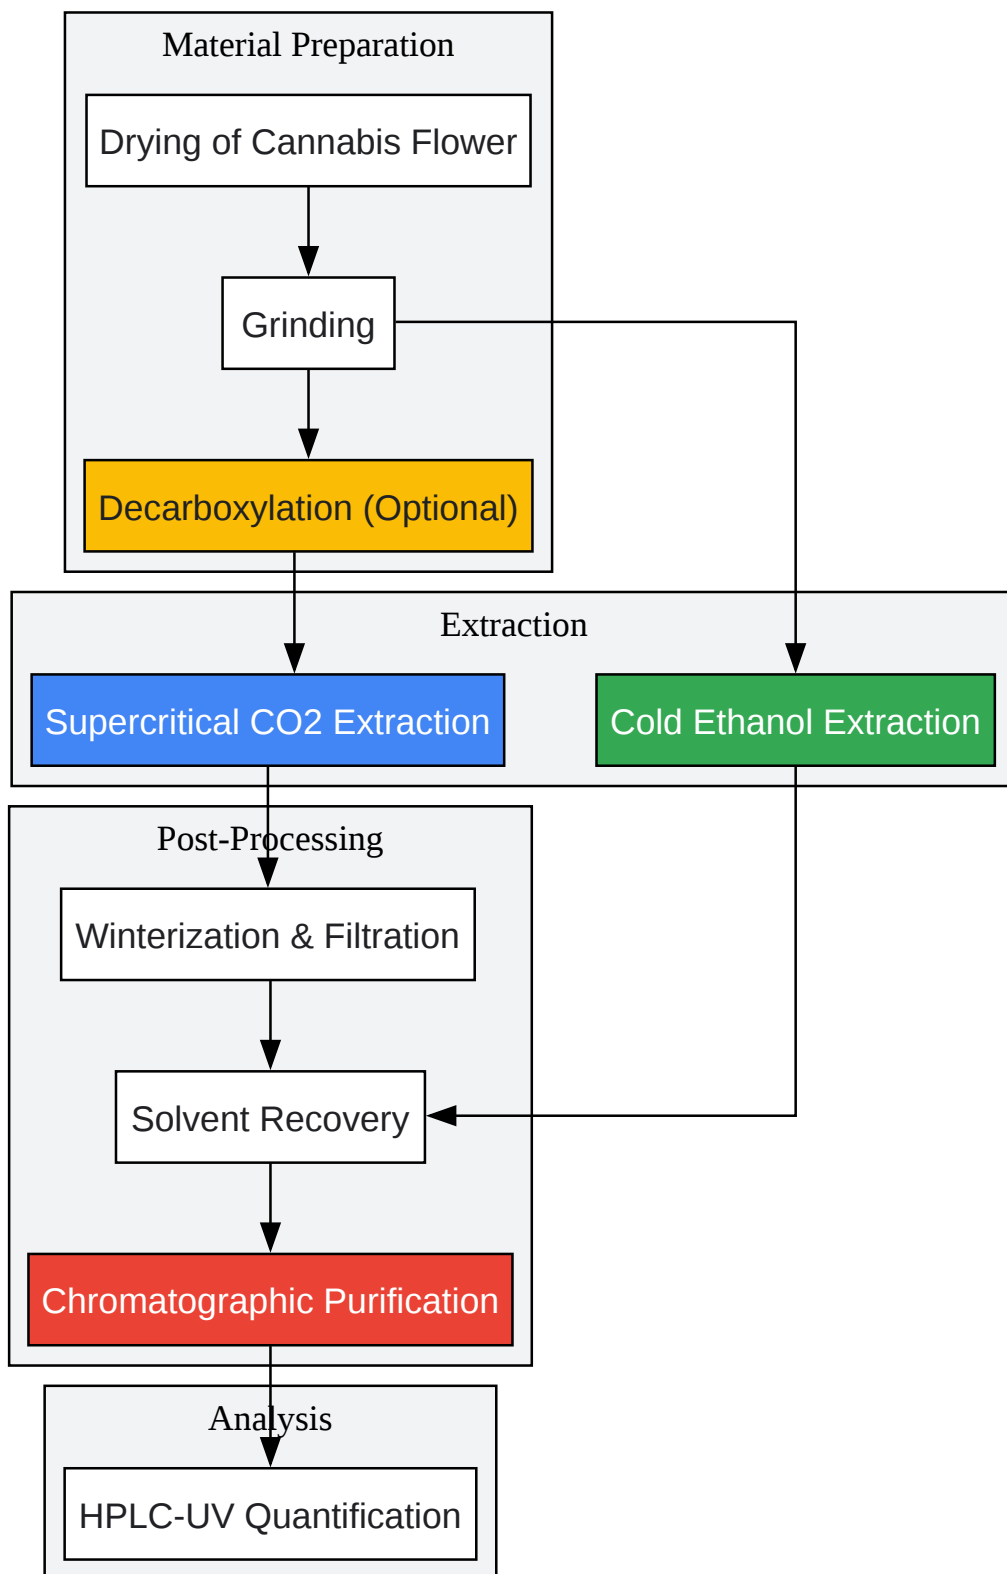 Material Preparation
Drying of Cannabis Flower
Grinding
Decarboxylation (Optional)
Extraction
Supercritical CO2 Extraction
Cold Ethanol Extraction
Post-Processing
Winterization & Filtration
Solvent Recovery
Chromatographic Purification
Analysis
HPLC-UV Quantification